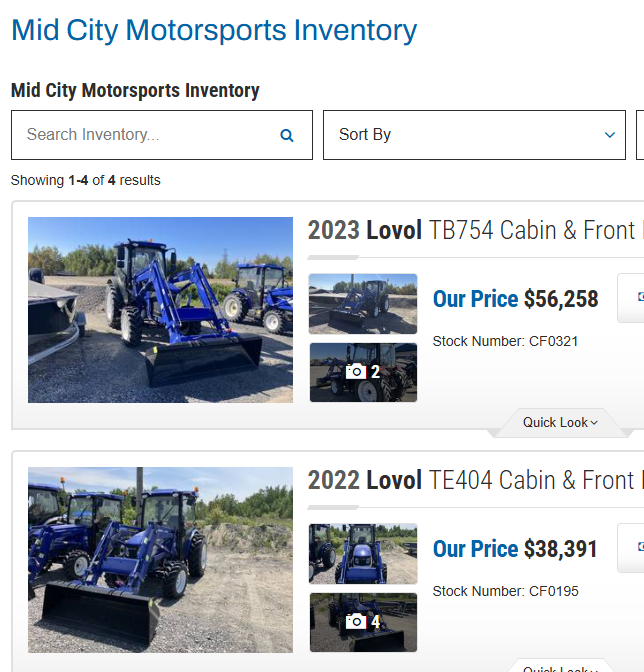 Mid City Motorsports Inventory
Mid City Motorsports Inventory
Search Inventory...
Sort By
Showing 1-4 of 4 results
2023 Lovol TB754 Cabin & Front
Our Price $56,258
Stock Number: CF0321
2
Quick Look
2022 Lovol TE404 Cabin & Front
Our Price $38,391
Stock Number: CF0195
4
Quick Look